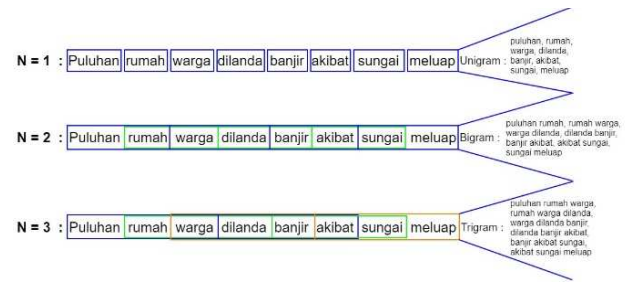 N = 1 : Puluhan rumah warga dilanda banjir akibat sungai meluap Unigram :
puluhan, rumah,
warga, dilanda,
banjir, akibat,
sungai, meluap
N = 2 : Puluhan rumah warga dilanda banjir akibat sungai meluap Bigram :
puluhan rumah, rumah warga,
warga dilanda, dilanda banjir,
banjir akibat, akibat sungai,
sungai meluap
N = 3 : Puluhan rumah warga dilanda banjir akibat sungai meluap Trigram :
puluhan rumah warga,
rumah warga dilanda,
warga dilanda banjir,
dilanda banjir akibat,
banjir akibat sungai,
akibat sungai meluap